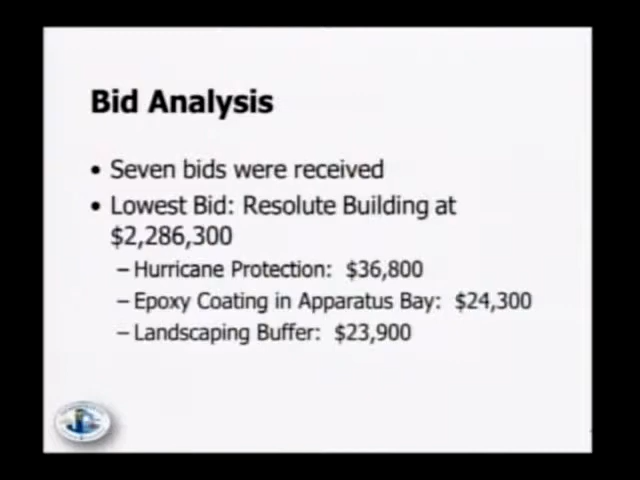 Bid Analysis
• Seven bids were received
• Lowest Bid: Resolute Building at
$2,286,300
– Hurricane Protection: $36,800
– Epoxy Coating in Apparatus Bay: $24,300
– Landscaping Buffer: $23,900